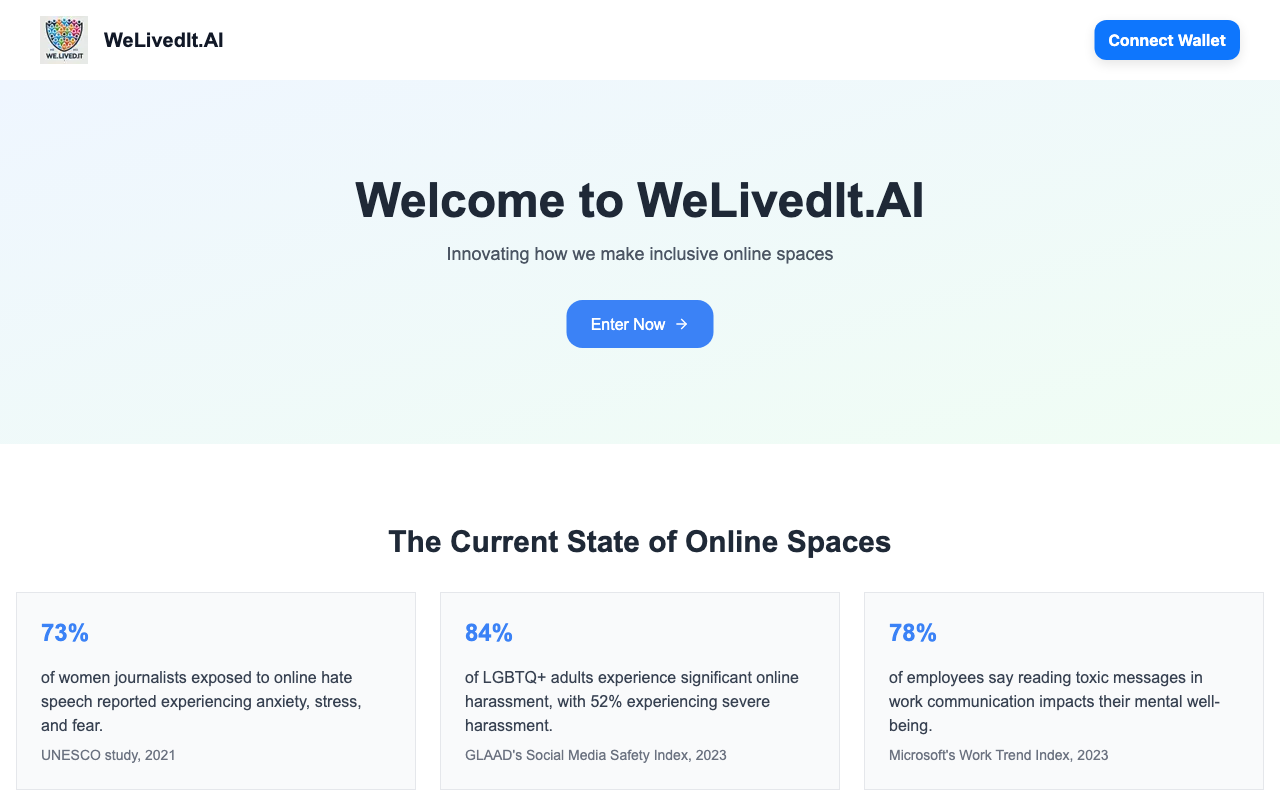 WE.LIVED.IT
WeLivedIt.AI
Connect Wallet
Welcome to WeLivedIt.AI
Innovating how we make inclusive online spaces
Enter Now
The Current State of Online Spaces
73%
of women journalists exposed to online hate
speech reported experiencing anxiety, stress,
and fear.
UNESCO study, 2021
84%
of LGBTQ+ adults experience significant online
harassment, with 52% experiencing severe
harassment.
GLAAD's Social Media Safety Index, 2023
78%
of employees say reading toxic messages in
work communication impacts their mental well-
being.
Microsoft's Work Trend Index, 2023